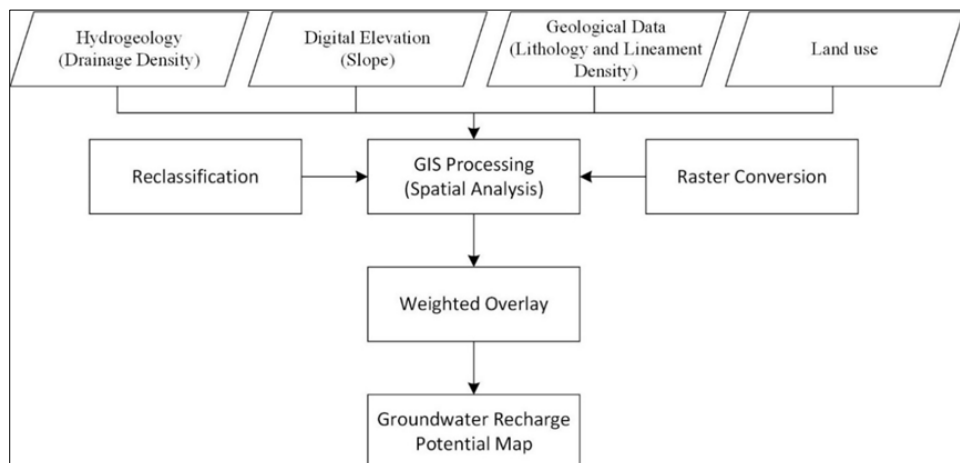 Hydrogeology
(Drainage Density)
Digital Elevation
(Slope)
Geological Data
(Lithology and Lineament
Density)
Land use
Reclassification
GIS Processing
(Spatial Analysis)
Raster Conversion
Weighted Overlay
Groundwater Recharge
Potential Map